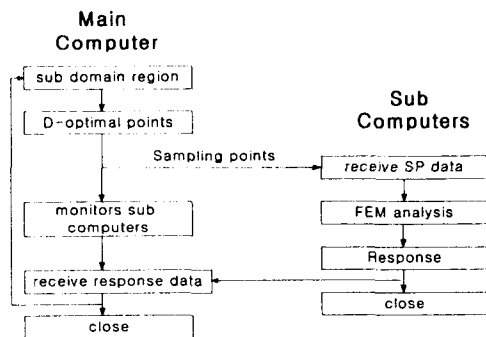 Main
Computer
sub domain region
D-optimal points
Sampling points
monitors sub
computers
receive response data
close
Sub
Computers
receive SP data
FEM analysis
Response
close